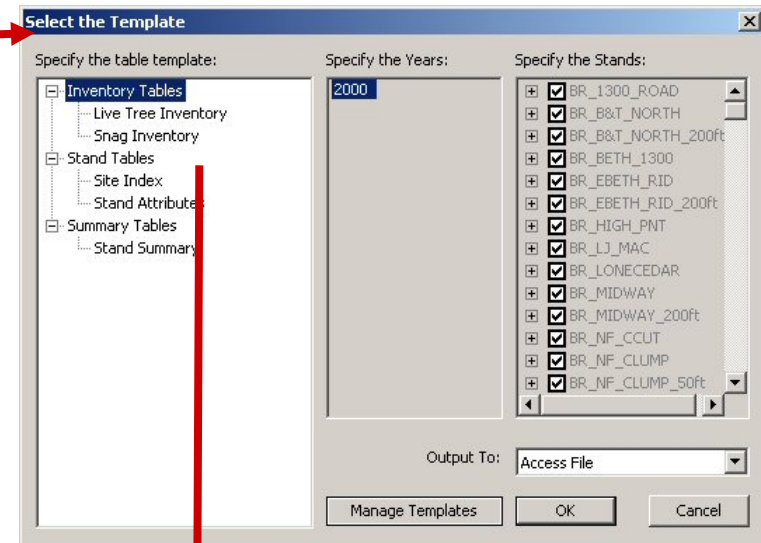 Select the Template
Specify the table template:
Inventory Tables
Live Tree Inventory
Snag Inventory
Stand Tables
Site Index
Stand Attributes
Summary Tables
Stand Summary
Specify the Years:
2000
Specify the Stands:
BR_1300_ROAD
BR_B&T_NORTH
BR_B&T_NORTH_200ft
BR_BETH_1300
BR_EBETH_RID
BR_EBETH_RID_200ft
BR_HIGH_PNT
BR_LJ_MAC
BR_LONECEDAR
BR_MIDWAY
BR_MIDWAY_200ft
BR_NF_CCUT
BR_NF_CLUMP
BR_NF_CLUMP_50ft
Output To:
Access File
Manage Templates
OK
Cancel